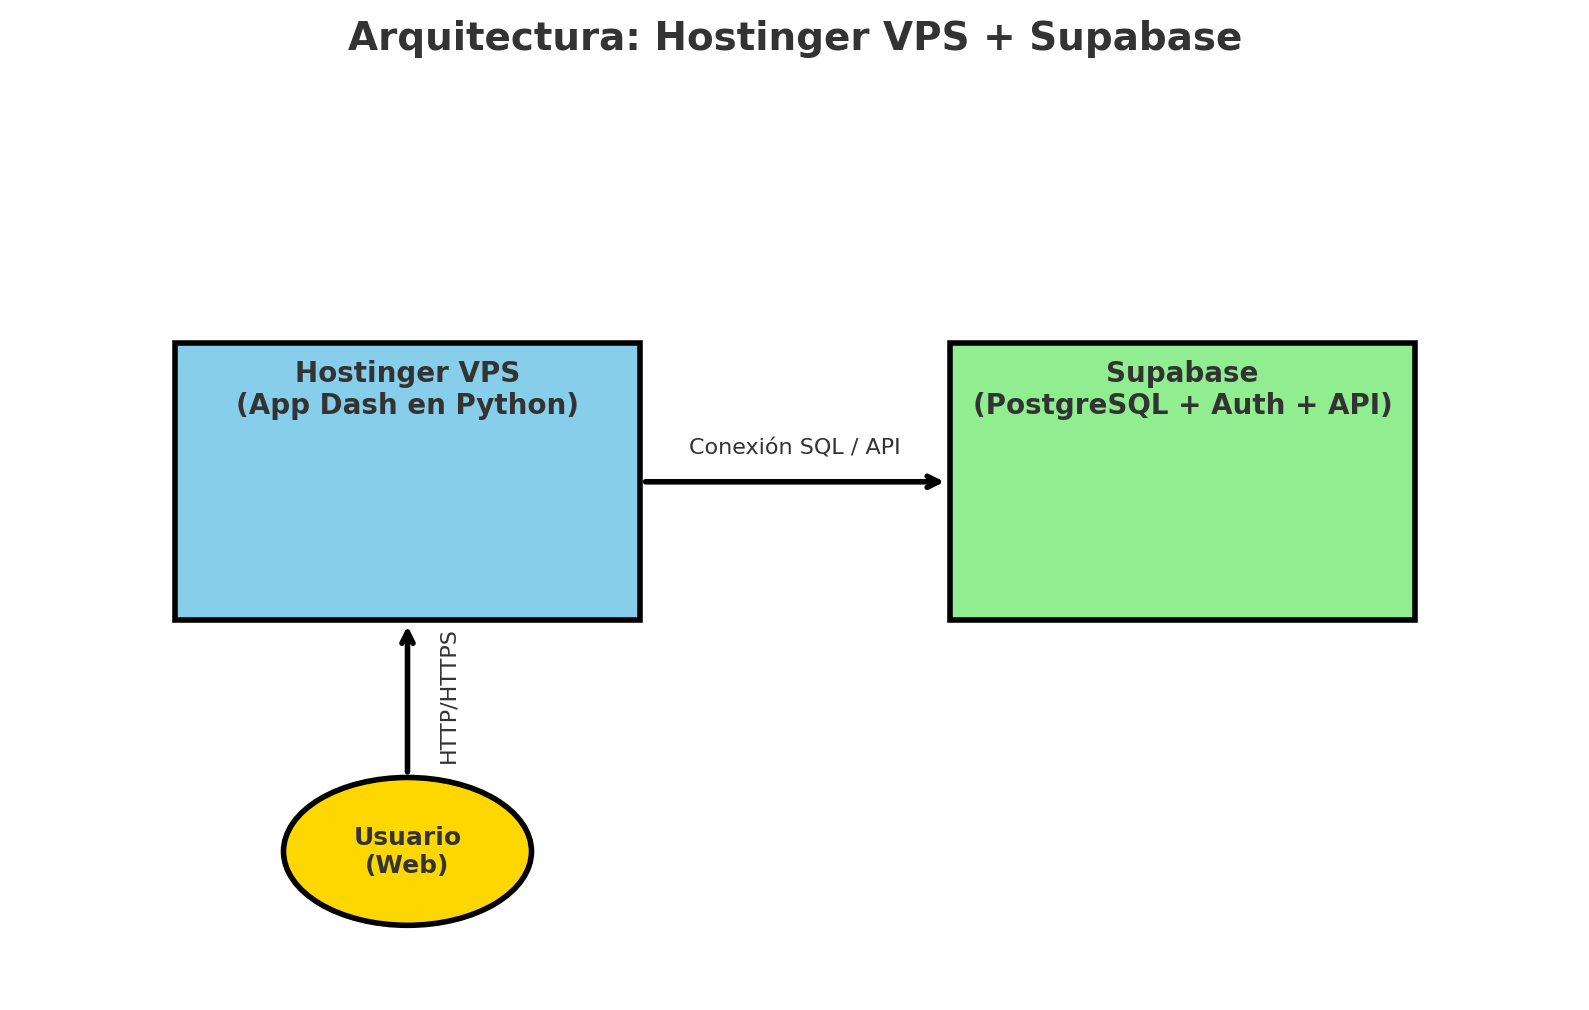 Arquitectura: Hostinger VPS + Supabase
Hostinger VPS
(App Dash en Python)
Supabase
(PostgreSQL + Auth + API)
Conexión SQL / API
HTTP/HTTPS
Usuario
(Web)